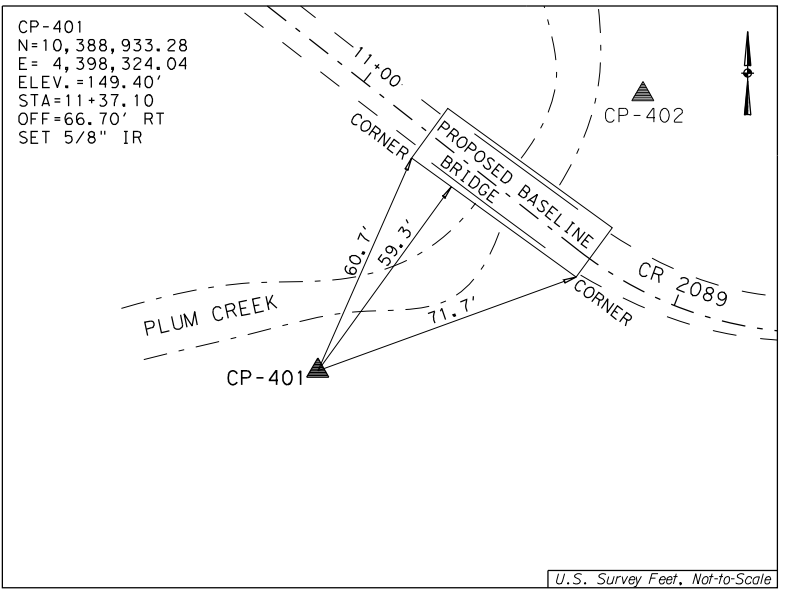 CP-401
N=10,388,933.28
E= 4,398,324.04
ELEV.=149.40'
STA=11+37.10
OFF=66.70' RT
SET 5/8" IR
11+00
CP-402
CORNER
PROPOSED BASELINE
BRIDGE
60.7'
59.3'
71.7'
CR 2089
CORNER
PLUM CREEK
CP-401
U.S. Survey Feet, Not-to-Scale